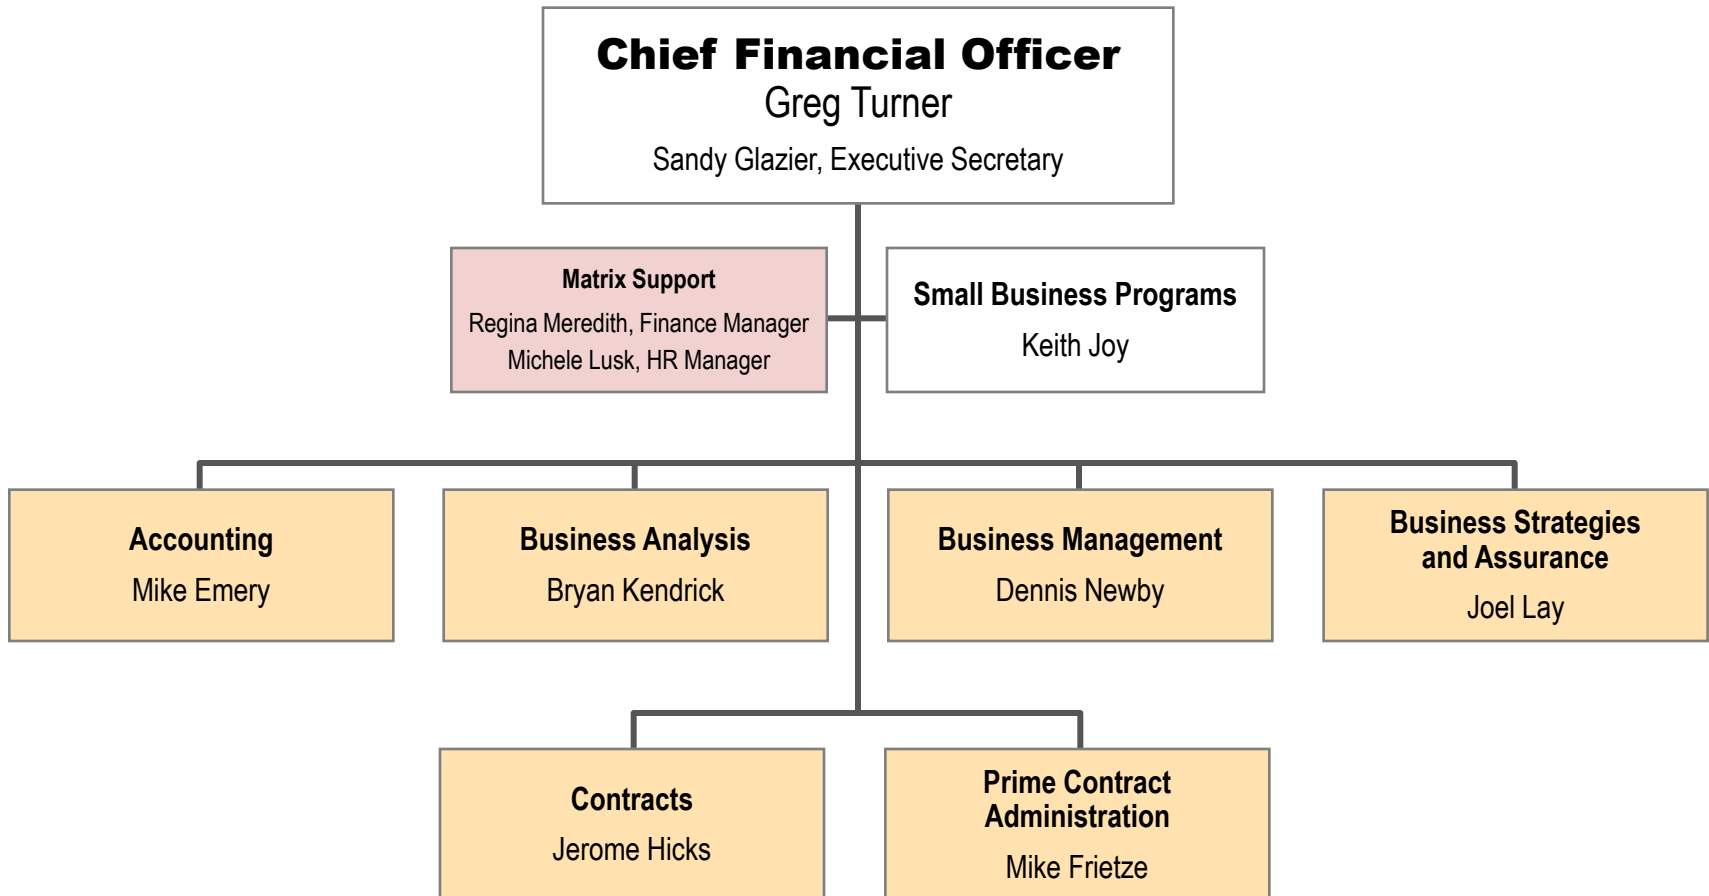 Chief Financial Officer
Greg Turner
Sandy Glazier, Executive Secretary
Matrix Support
Regina Meredith, Finance Manager
Michele Lusk, HR Manager
Small Business Programs
Keith Joy
Accounting
Mike Emery
Business Analysis
Bryan Kendrick
Business Management
Dennis Newby
Business Strategies
and Assurance
Joel Lay
Contracts
Jerome Hicks
Prime Contract
Administration
Mike Frietze